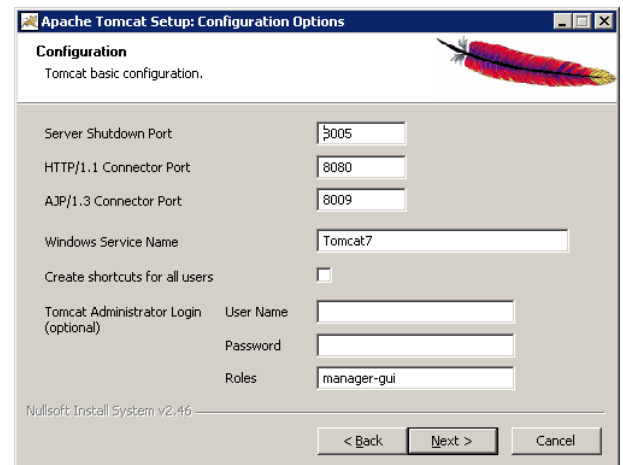 Apache Tomcat Setup: Configuration Options
Configuration
Tomcat basic configuration.
Server Shutdown Port 8005
HTTP/1.1 Connector Port 8080
AJP/1.3 Connector Port 8009
Windows Service Name Tomcat7
Create shortcuts for all users
Tomcat Administrator Login User Name
(optional)
Password
Roles manager-gui
Nullsoft Install System v2.46
< Back Next > Cancel